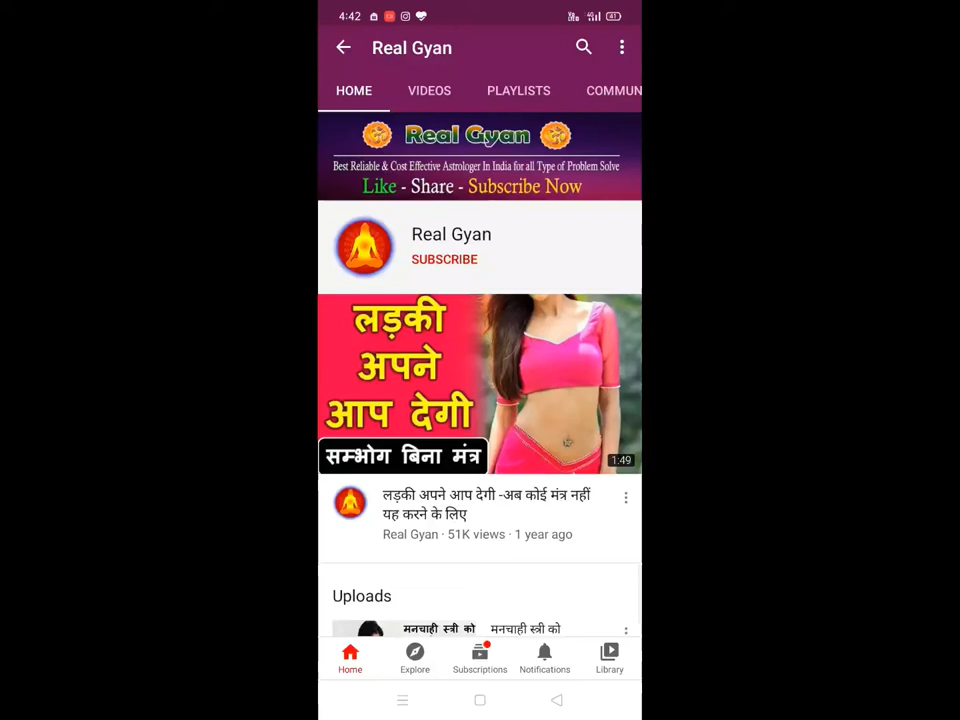 4:42
41
Real Gyan
HOME VIDEOS PLAYLISTS COMMUN
Real Gyan
Best Reliable & Cost Effective Astrologer In India for all Type of Problem Solve
Like - Share - Subscribe Now
Real Gyan
SUBSCRIBE
लड़की
अपने
आप देगी
सम्भोग बिना मंत्र
1:49
लड़की अपने आप देगी -अब कोई मंत्र नहीं
यह करने के लिए
Real Gyan · 51K views · 1 year ago
Uploads
मनचाही स्त्री को मनचाही स्त्री को
Home Explore Subscriptions Notifications Library